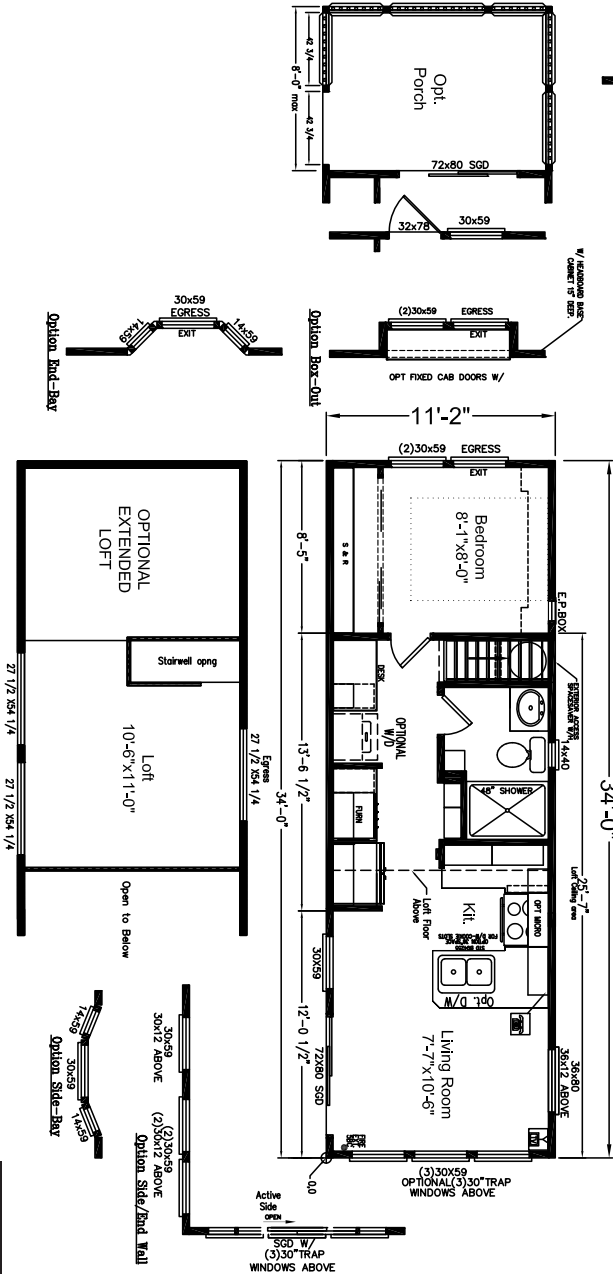 42 3/4
42 3/4
8'-0" max
Opt.
Porch
72x80 SGD
32x78
30x59
W/ HEADBOARD BASE
CABINET 15" DEEP.
30x59
EGRESS
EXIT
14x59
14x59
Option End-Bay
(2)30x59
EGRESS
EXIT
Option Box-Out
OPT FIXED CAB DOORS W/
11'-2"
(2)30x59
EGRESS
EXIT
Bedroom
8'-1"x8'-0"
S & R
8'-5"
E.P.BOX
EXTERIOR ACCESS
14x40
34'-0"
25'-7"
Loft Ceiling area
DESK
OPTIONAL
W/D
13'-6 1/2"
34'-0"
FURN
48" SHOWER
Loft Floor
Above
Kit.
OPT MICRO
Opt. D/W
Living Room
7'-7"x10'-6"
30X59
72X80 SGD
12'-0 1/2"
36x80
36x12 ABOVE
TV
0,0
(3)30X59
OPTIONAL(3)30"TRAP
WINDOWS ABOVE
OPTIONAL
EXTENDED
LOFT
Stairwell opng
Loft
10'-6"x11'-0"
Egress
27 1/2 X54 1/4
27 1/2 X54 1/4
27 1/2 X54 1/4
Open to Below
14x59
30x59
14x59
Option Side-Bay
30x59
30x12 ABOVE
(2)30x59
(2)30x12 ABOVE
Option Side/End Wall
Active
Side
OPEN
SGD W/
(3)30"TRAP
WINDOWS ABOVE